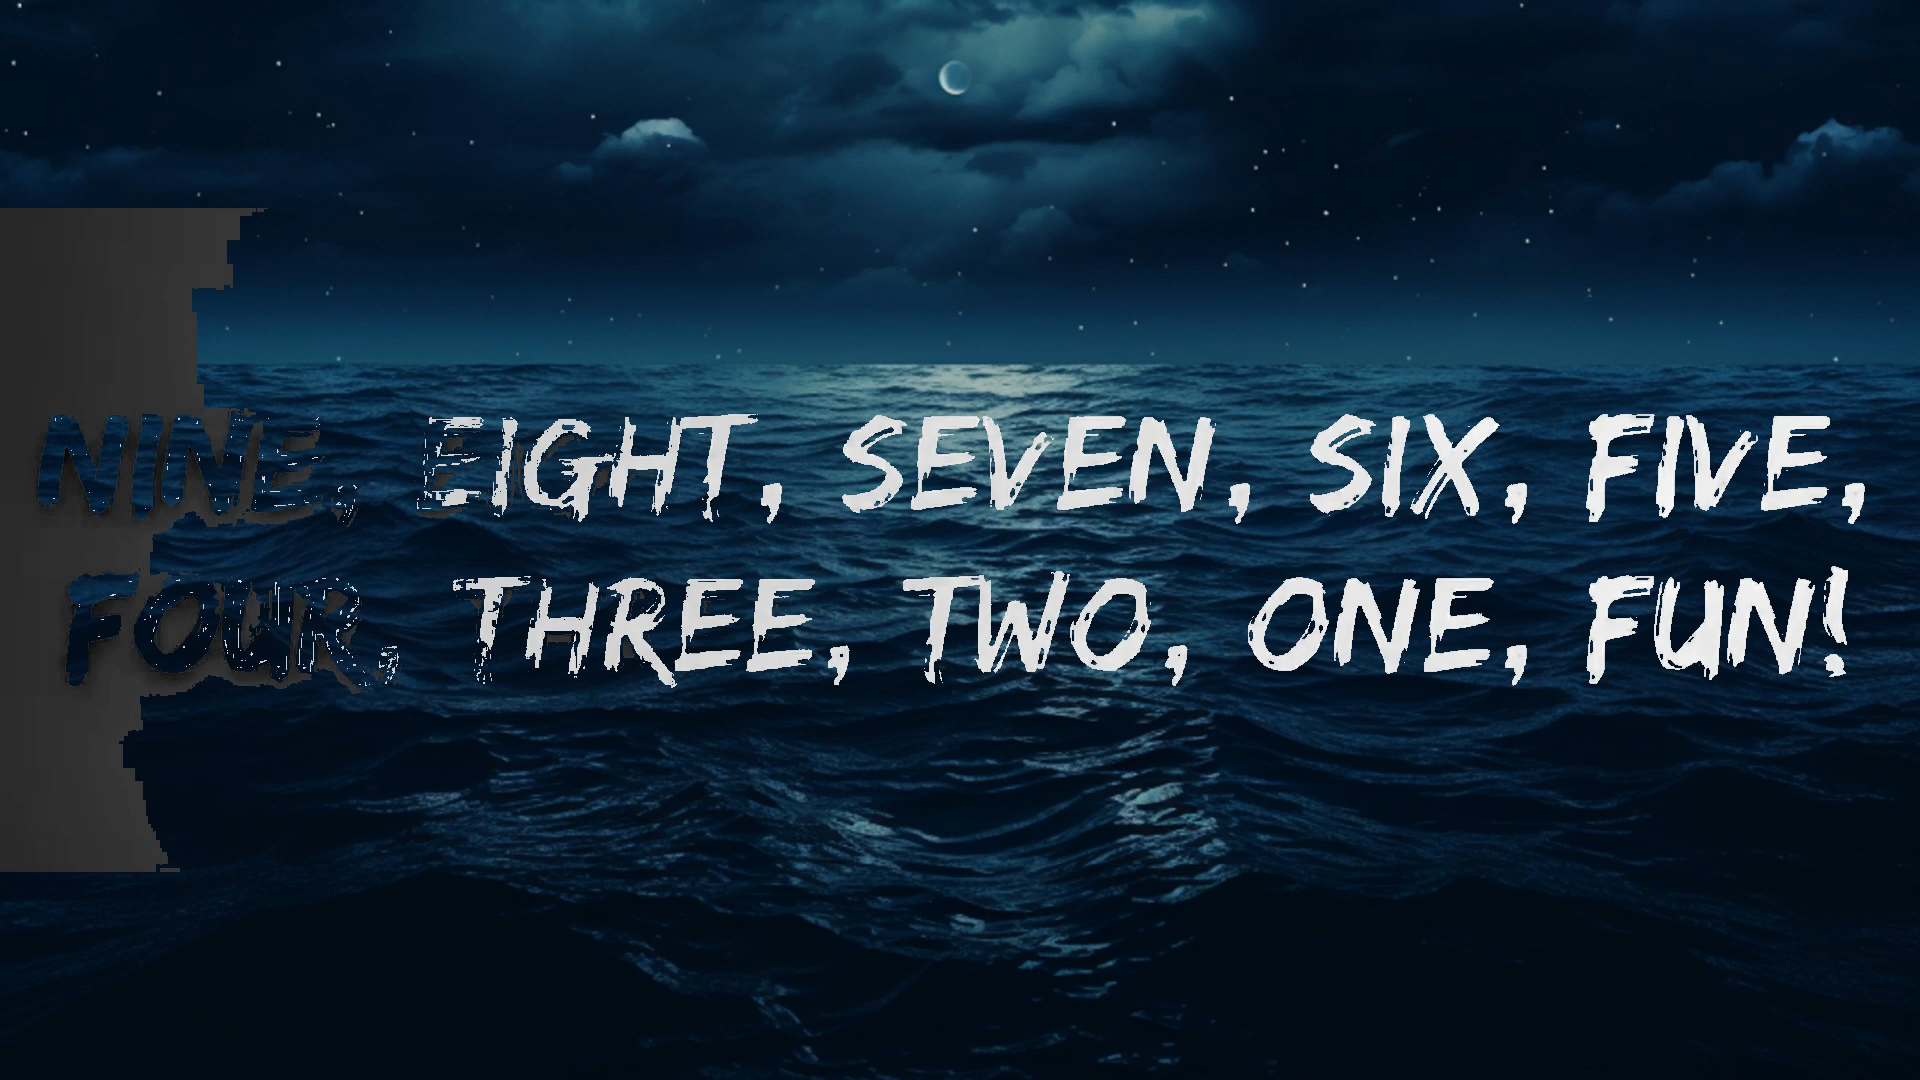 NINE, EIGHT, SEVEN, SIX, FIVE,
FOUR, THREE, TWO, ONE, FUN!